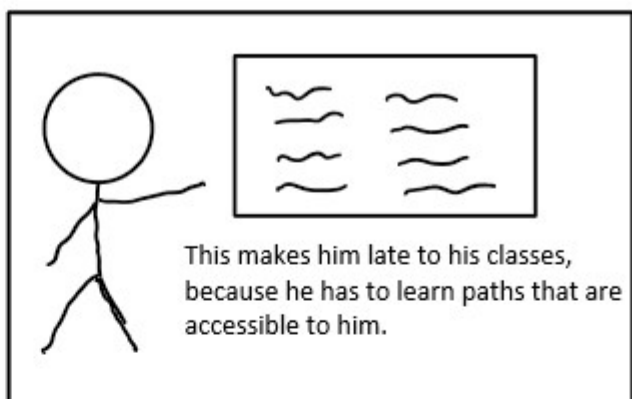 This makes him late to his classes,
because he has to learn paths that are
accessible to him.